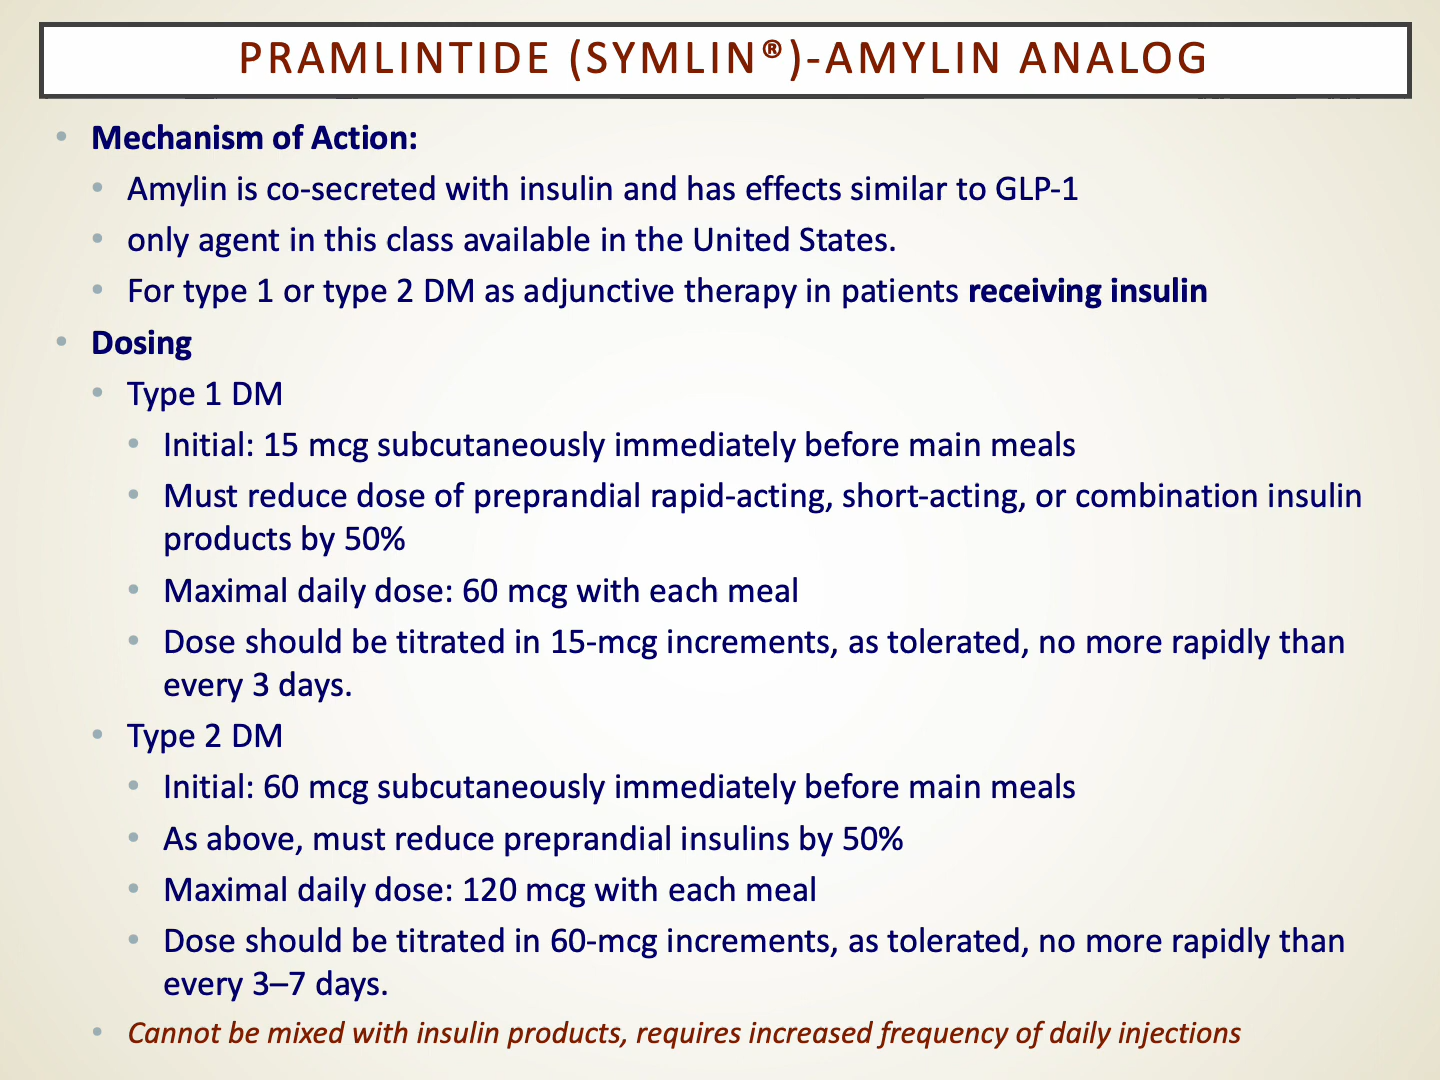 PRAMLINTIDE (SYMLIN®)-AMYLIN ANALOG
• Mechanism of Action:
• Amylin is co-secreted with insulin and has effects similar to GLP-1
• only agent in this class available in the United States.
• For type 1 or type 2 DM as adjunctive therapy in patients receiving insulin
• Dosing
• Type 1 DM
• Initial: 15 mcg subcutaneously immediately before main meals
• Must reduce dose of preprandial rapid-acting, short-acting, or combination insulin
products by 50%
• Maximal daily dose: 60 mcg with each meal
• Dose should be titrated in 15-mcg increments, as tolerated, no more rapidly than
every 3 days.
• Type 2 DM
• Initial: 60 mcg subcutaneously immediately before main meals
• As above, must reduce preprandial insulins by 50%
• Maximal daily dose: 120 mcg with each meal
• Dose should be titrated in 60-mcg increments, as tolerated, no more rapidly than
every 3–7 days.
• Cannot be mixed with insulin products, requires increased frequency of daily injections